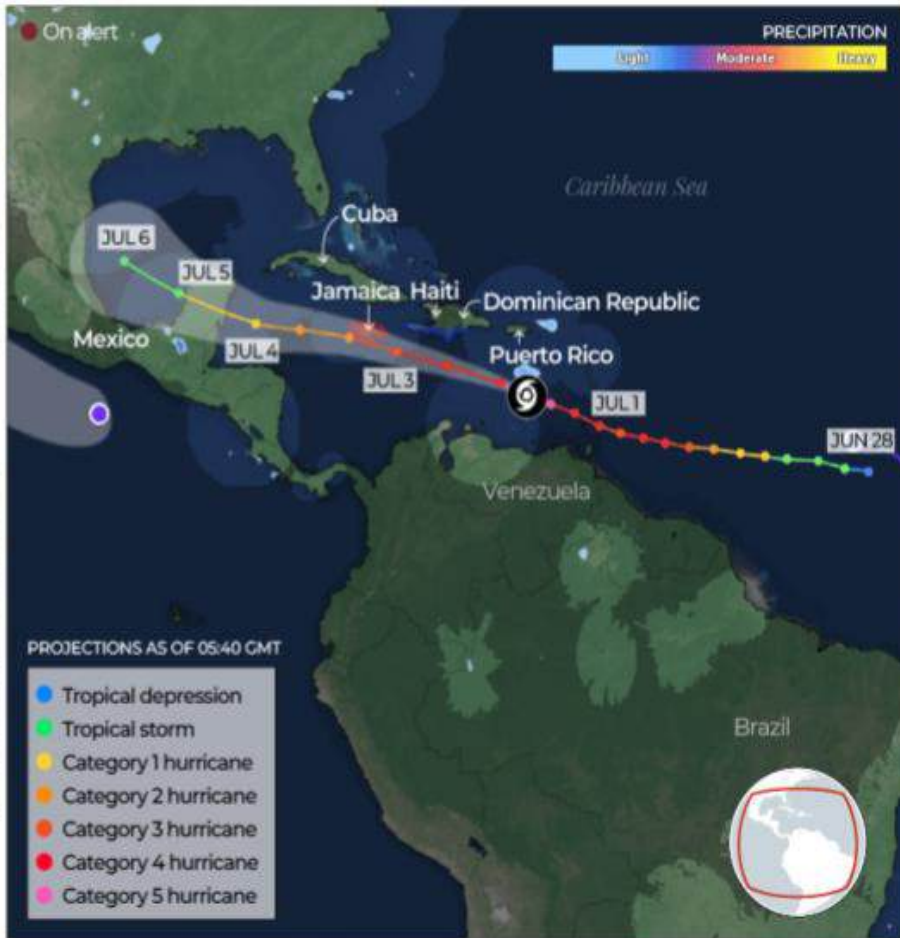 On alert
PRECIPITATION
Light Moderate Heavy
Caribbean Sea
Cuba
JUL 6
JUL 5
Jamaica Haiti
Dominican Republic
Mexico
JUL 4
Puerto Rico
JUL 3
JUL 1
JUN 28
Venezuela
PROJECTIONS AS OF 05:40 GMT
Tropical depression
Tropical storm
Category 1 hurricane
Category 2 hurricane
Category 3 hurricane
Category 4 hurricane
Category 5 hurricane
Brazil